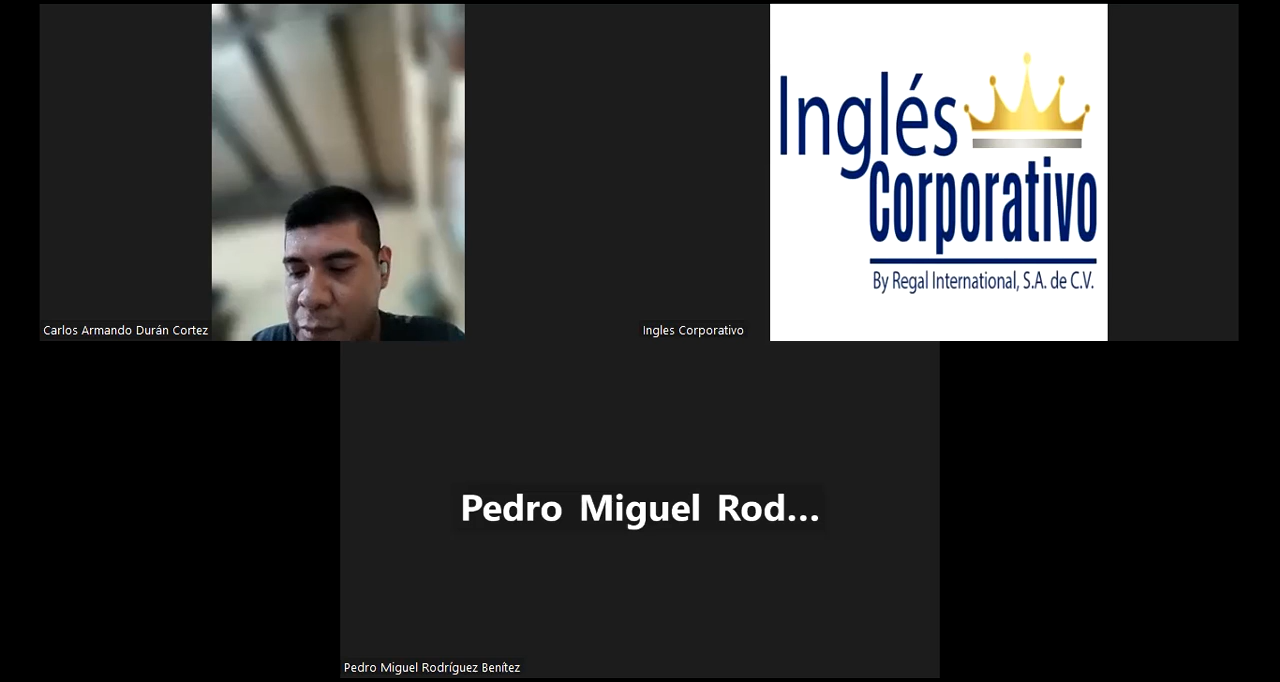 Inglés
Corporativo
By Regal International, S.A. de C.V.
Carlos Armando Durán Cortez
Ingles Corporativo
Pedro Miguel Rod...
Pedro Miguel Rodríguez Benítez